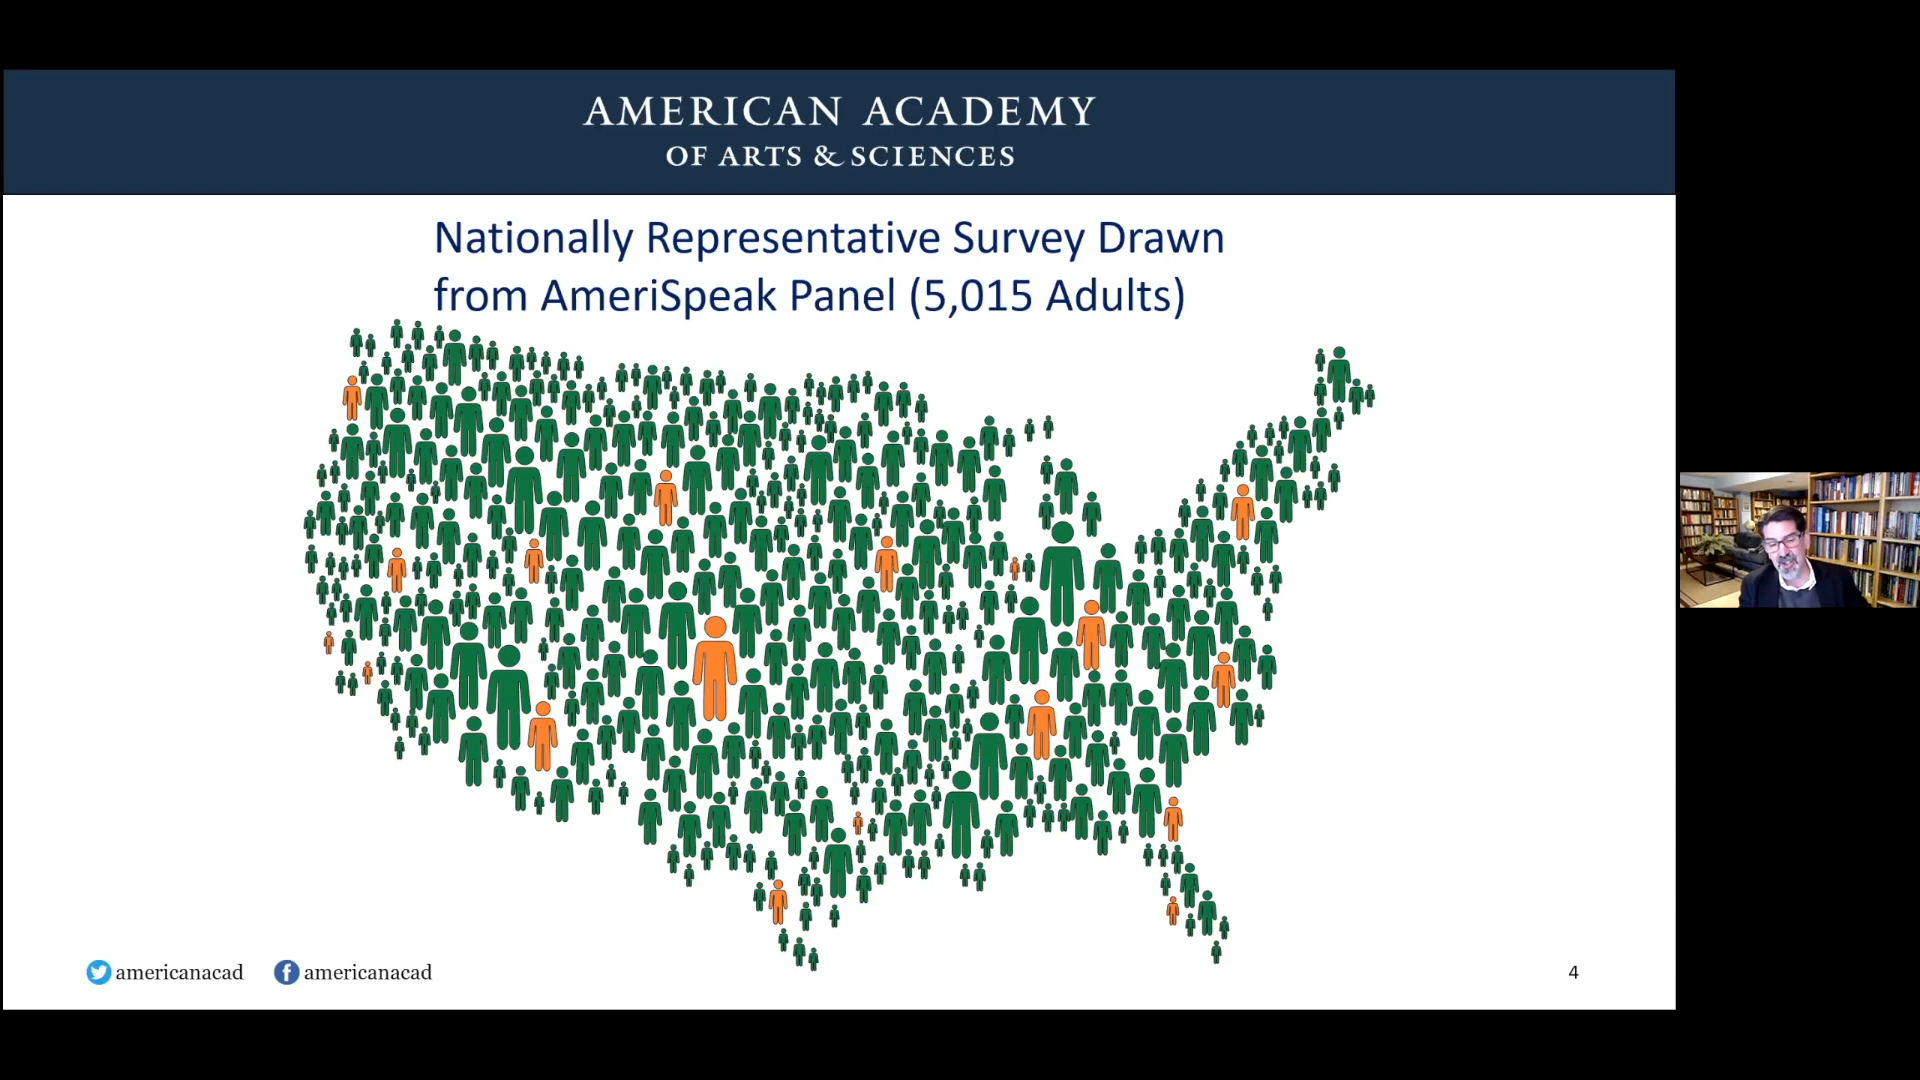 AMERICAN ACADEMY
OF ARTS & SCIENCES
Nationally Representative Survey Drawn
from AmeriSpeak Panel (5,015 Adults)
americanacad americanacad
4